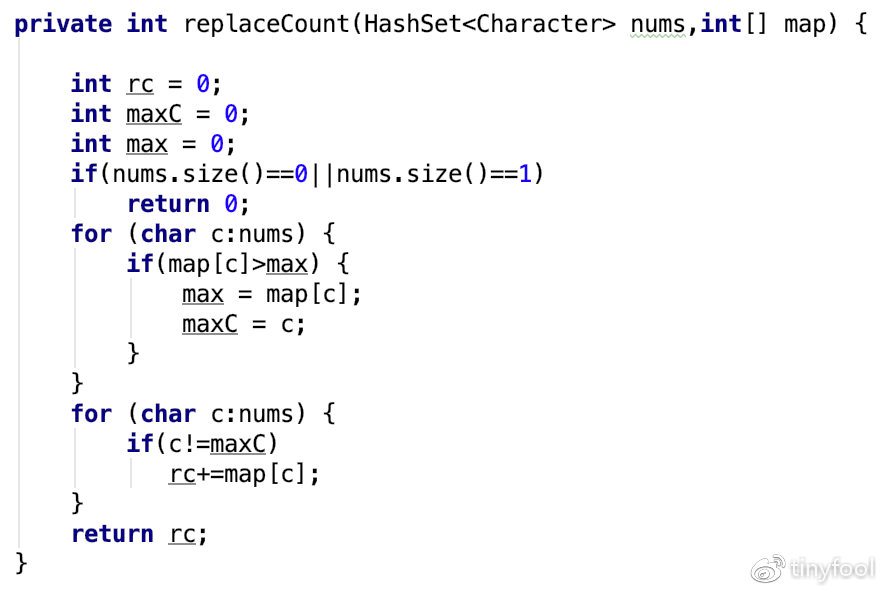 private int replaceCount(HashSet<Character> nums,int[] map) {
    int rc = 0;
    int maxC = 0;
    int max = 0;
    if(nums.size()==0||nums.size()==1)
        return 0;
    for (char c:nums) {
        if(map[c]>max) {
            max = map[c];
            maxC = c;
        }
    }
    for (char c:nums) {
        if(c!=maxC)
           rc+=map[c];
    }
    return rc;
}
tinyfool